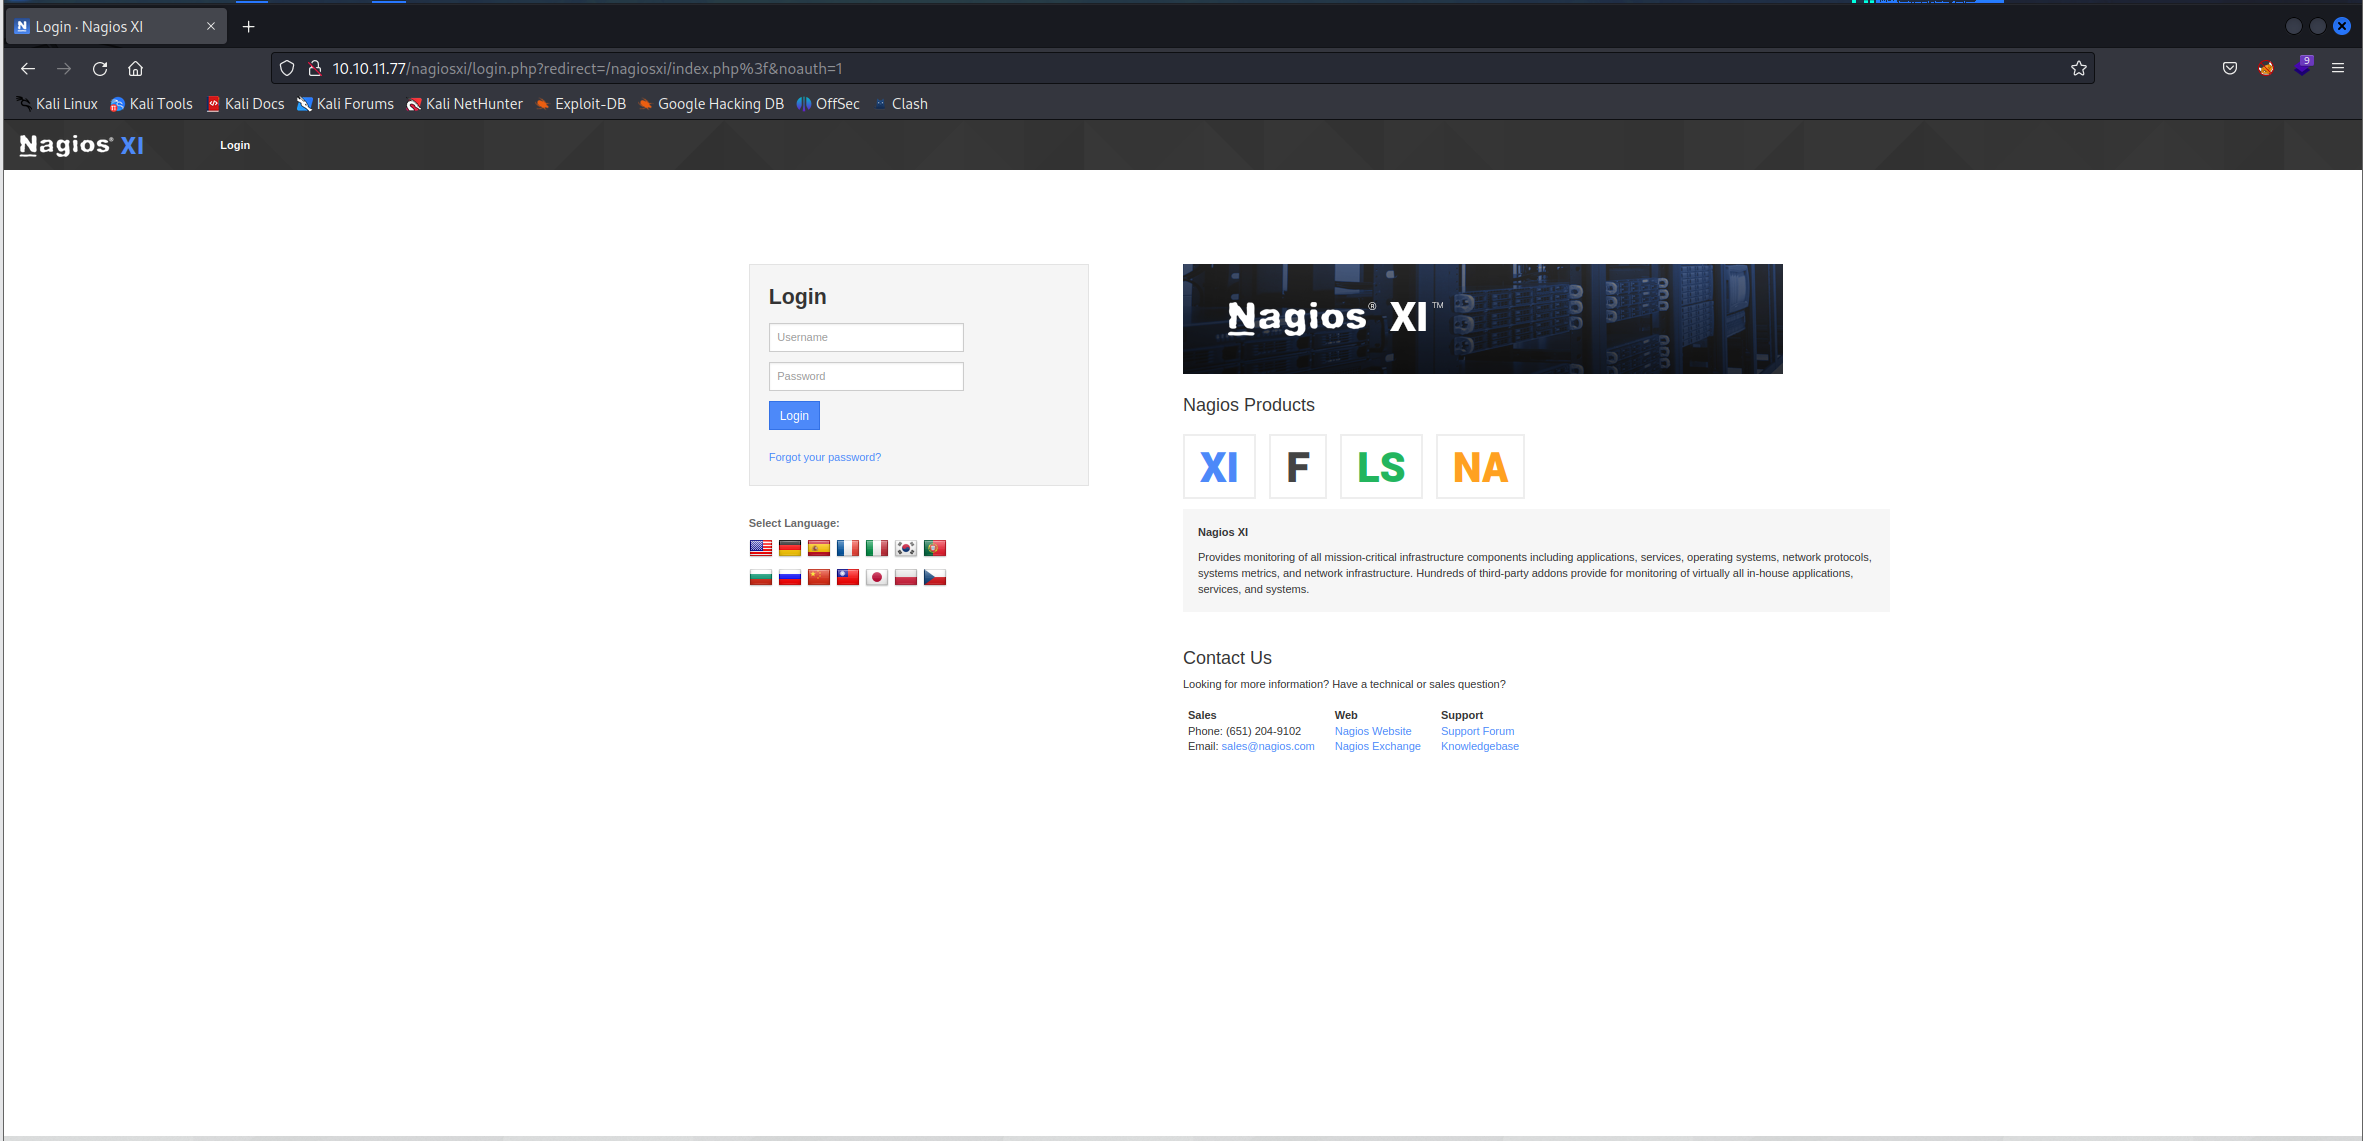 Login · Nagios XI
10.10.11.77/nagiosxi/login.php?redirect=/nagiosxi/index.php%3f&noauth=1
9
Kali Linux Kali Tools Kali Docs Kali Forums Kali NetHunter Exploit-DB Google Hacking DB OffSec Clash
Nagios® XI Login
Login
Username
Password
Login
Forgot your password?
Select Language:
Nagios® XI™
Nagios Products
XI F LS NA
Nagios XI
Provides monitoring of all mission-critical infrastructure components including applications, services, operating systems, network protocols,
systems metrics, and network infrastructure. Hundreds of third-party addons provide for monitoring of virtually all in-house applications,
services, and systems.
Contact Us
Looking for more information? Have a technical or sales question?
Sales Web Support
Phone: (651) 204-9102 Nagios Website Support Forum
Email: sales@nagios.com Nagios Exchange Knowledgebase